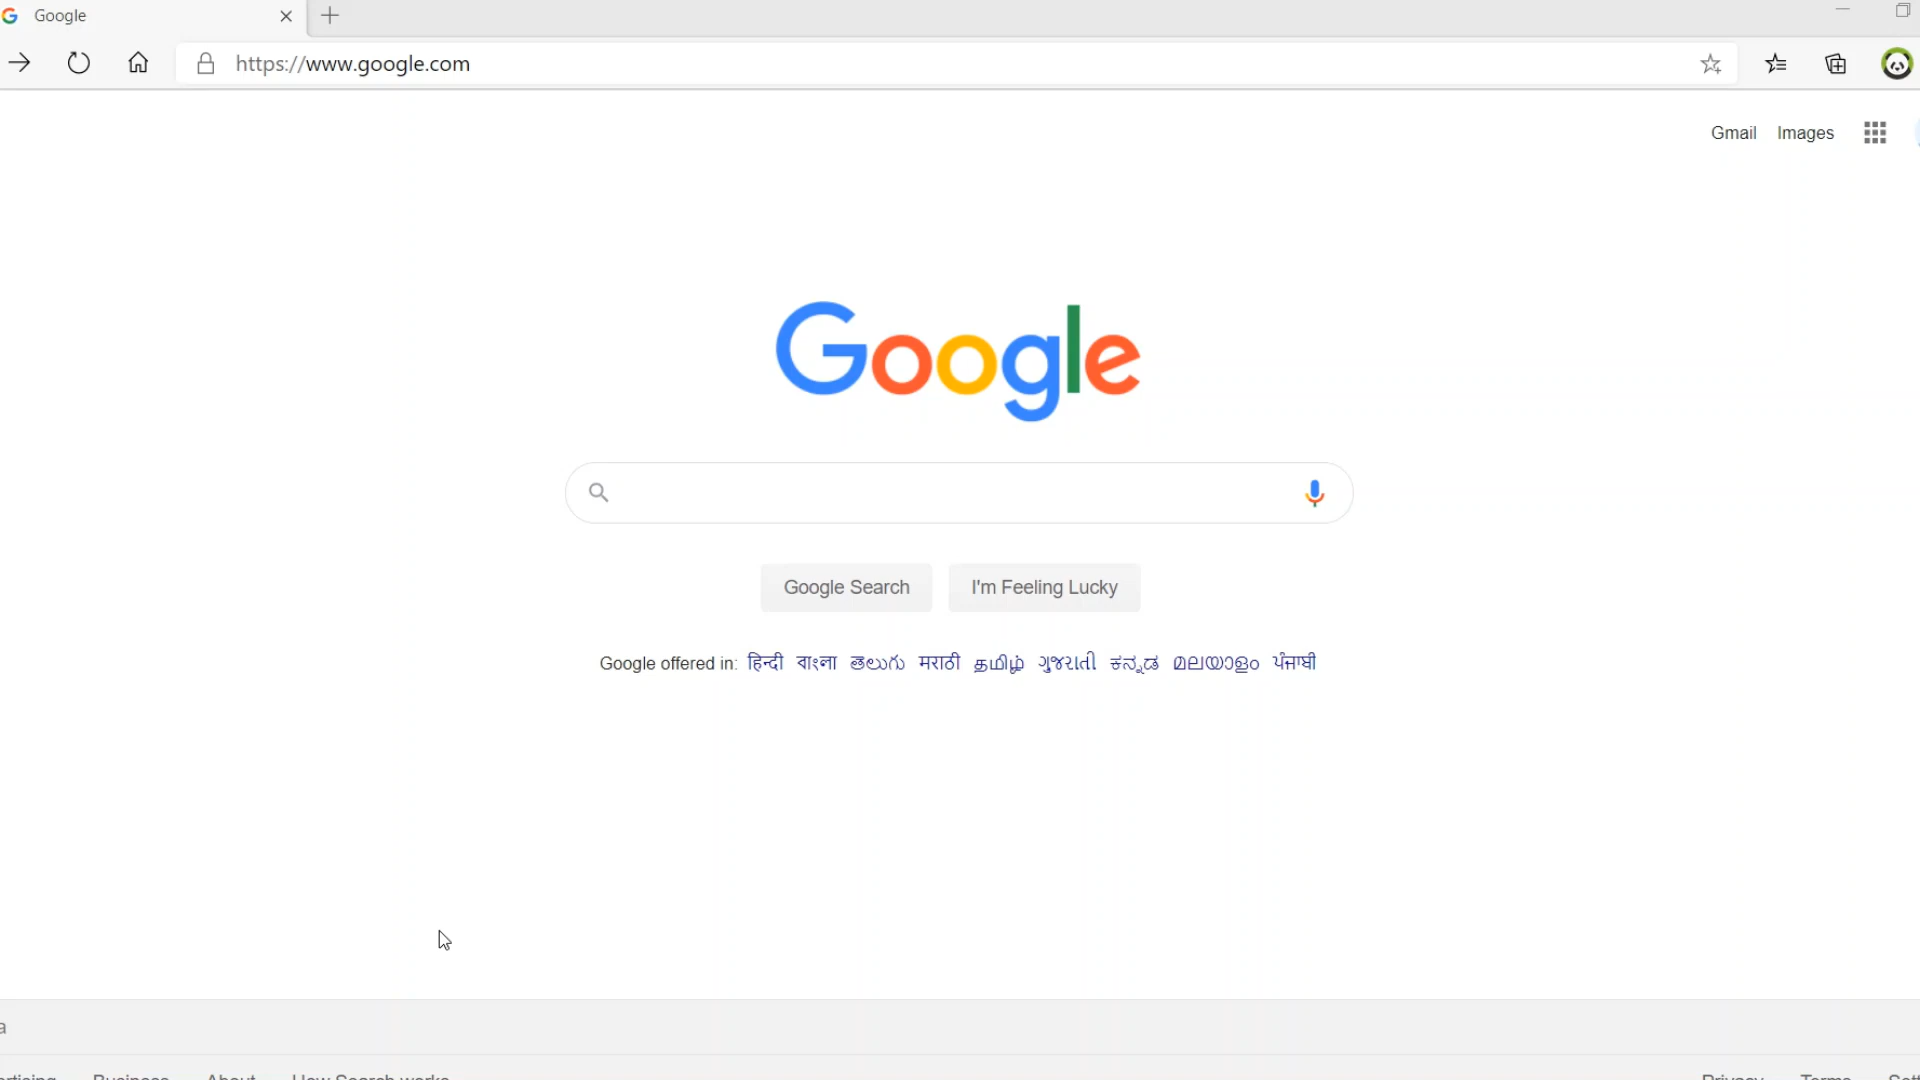 Google
https://www.google.com
Gmail Images
Google
Google Search I'm Feeling Lucky
Google offered in: हिन्दी বাংলা తెలుగు मराठी தமிழ் ગુજરાતી ಕನ್ನಡ മലയാളം ਪੰਜਾਬੀ
a
Business About How Search works Privacy Terms